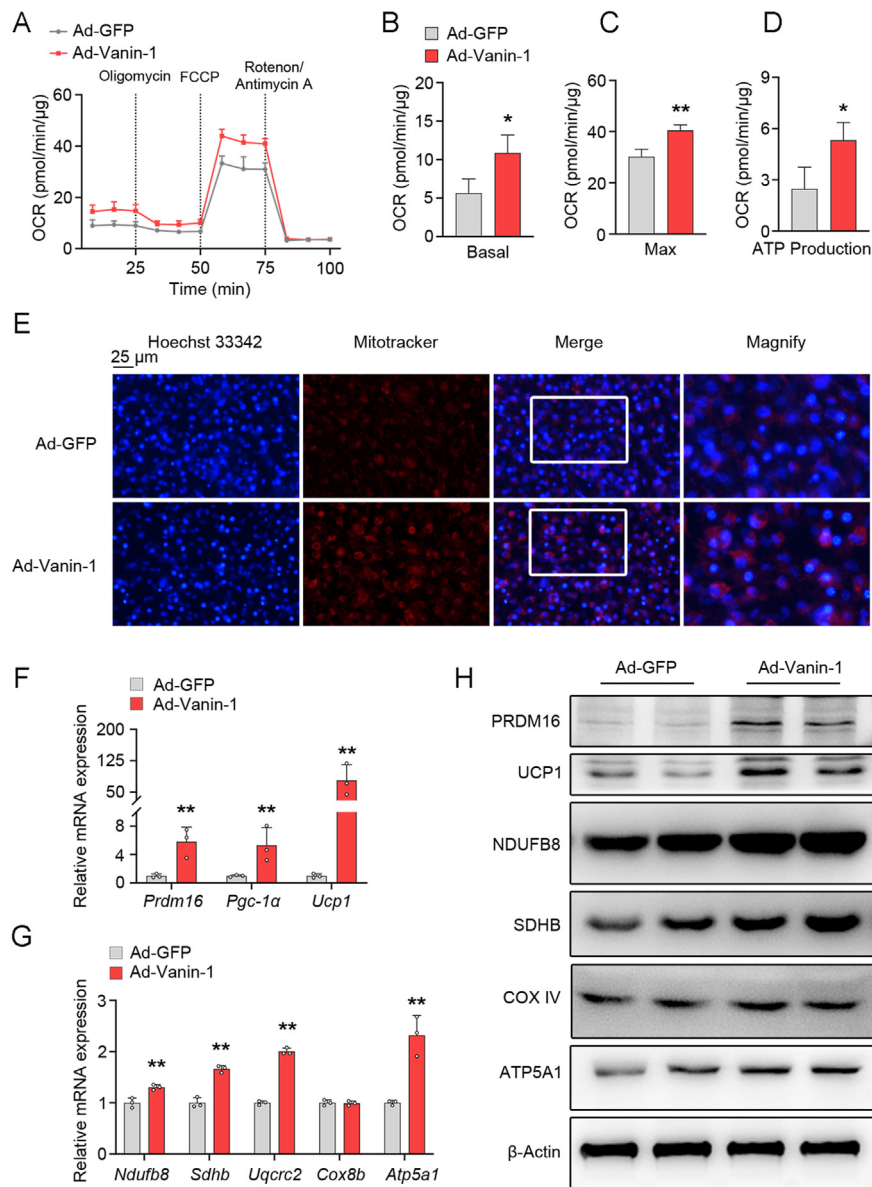 A
Ad-GFP
Ad-Vanin-1
Oligomycin
FCCP
Rotenon/
Antimycin A
OCR (pmol/min/μg)
60
40
20
0
25
50
75
100
Time (min)
B
Ad-GFP
Ad-Vanin-1
OCR (pmol/min/μg)
15
10
5
0
*
Basal
C
OCR (pmol/min/μg)
60
40
30
0
**
Max
D
OCR (pmol/min/μg)
9
6
3
0
*
ATP Production
E
25 μm
Hoechst 33342
Mitotracker
Merge
Magnify
Ad-GFP
Ad-Vanin-1
F
Ad-GFP
Ad-Vanin-1
Relative mRNA expression
200
125
50
8
4
2
0
**
**
**
Prdm16
Pgc-1α
Ucp1
G
Ad-GFP
Ad-Vanin-1
Relative mRNA expression
3
2
1
0
**
**
**
**
Ndufb8
Sdhb
Uqcrc2
Cox8b
Atp5a1
H
Ad-GFP
Ad-Vanin-1
PRDM16
UCP1
NDUFB8
SDHB
COX IV
ATP5A1
β-Actin